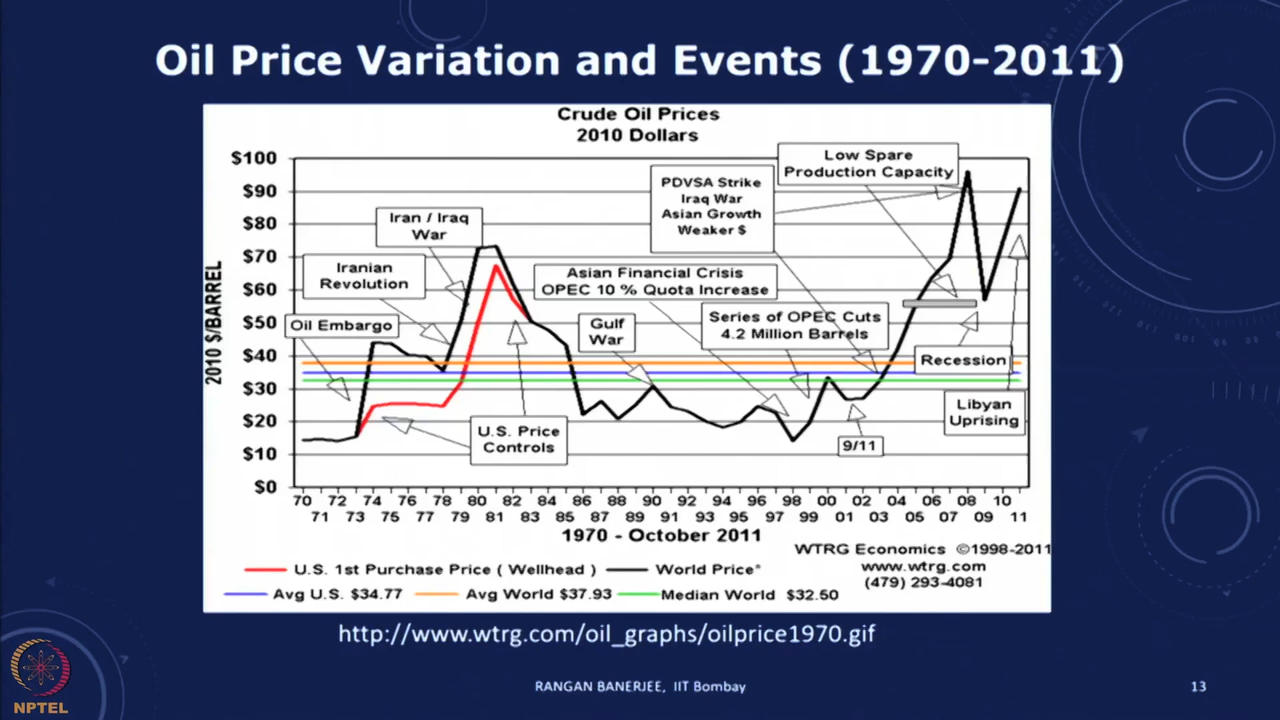 Oil Price Variation and Events (1970-2011)
Crude Oil Prices
2010 Dollars
2010 $/BARREL
$100
$90
$80
$70
$60
$50
$40
$30
$20
$10
$0
Oil Embargo
Iranian
Revolution
Iran / Iraq
War
U.S. Price
Controls
Asian Financial Crisis
OPEC 10 % Quota Increase
Gulf
War
PDVSA Strike
Iraq War
Asian Growth
Weaker $
Low Spare
Production Capacity
Series of OPEC Cuts
4.2 Million Barrels
9/11
Recession
Libyan
Uprising
70 72 74 76 78 80 82 84 86 88 90 92 94 96 98 00 02 04 06 08 10
71 73 75 77 79 81 83 85 87 89 91 93 95 97 99 01 03 05 07 09 11
1970 - October 2011
WTRG Economics ©1998-2011
www.wtrg.com
(479) 293-4081
U.S. 1st Purchase Price ( Wellhead ) World Price*
Avg U.S. $34.77 Avg World $37.93 Median World $32.50
http://www.wtrg.com/oil_graphs/oilprice1970.gif
NPTEL
RANGAN BANERJEE, IIT Bombay
13